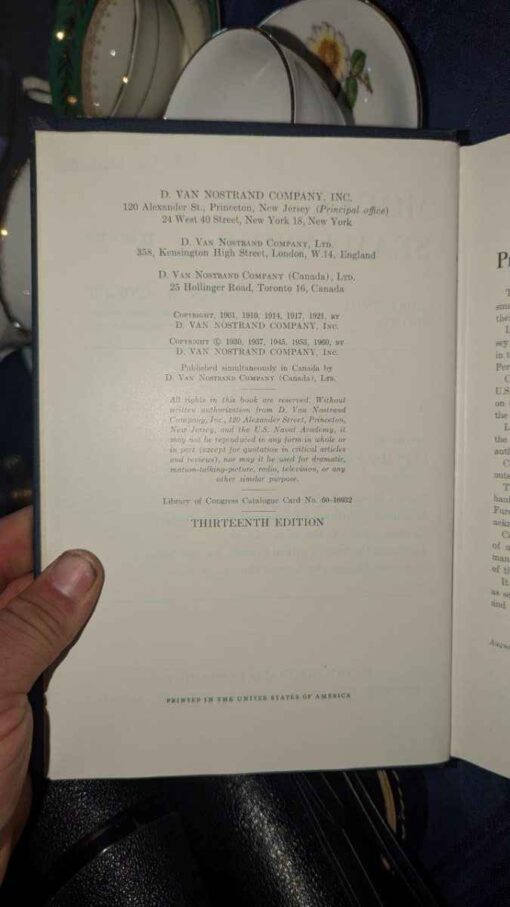 D. VAN NOSTRAND COMPANY, INC.
120 Alexander St., Princeton, New Jersey (Principal office)
24 West 40 Street, New York 18, New York
D. VAN NOSTRAND COMPANY, LTD.
358, Kensington High Street, London, W.14, England
D. VAN NOSTRAND COMPANY (Canada), LTD.
25 Hollinger Road, Toronto 16, Canada
COPYRIGHT, 1901, 1910, 1914, 1917, 1921, BY
D. VAN NOSTRAND COMPANY, INC.
COPYRIGHT © 1930, 1937, 1945, 1953, 1960, BY
D. VAN NOSTRAND COMPANY, INC.
Published simultaneously in Canada by
D. VAN NOSTRAND COMPANY (Canada), LTD.
All rights in this book are reserved. Without
written authorization from D. Van Nostrand
Company, Inc., 120 Alexander Street, Princeton,
New Jersey, and the U.S. Naval Academy, it
may not be reproduced in any form in whole or
in part (except for quotation in critical articles
and reviews), nor may it be used for dramatic,
motion-talking-picture, radio, television, or any
other similar purpose.
Library of Congress Catalogue Card No. 60-16932
THIRTEENTH EDITION
PRINTED IN THE UNITED STATES OF AMERICA